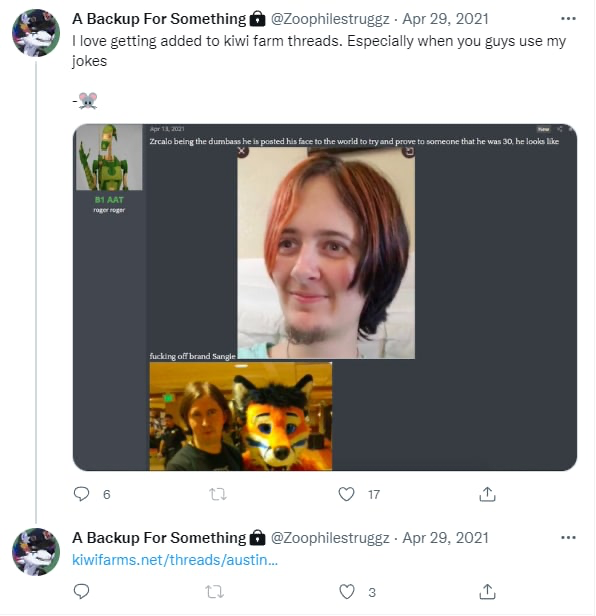 A Backup For Something @Zoophilestruggz · Apr 29, 2021
I love getting added to kiwi farm threads. Especially when you guys use my
jokes
-🐭
Apr 13, 2021
New
Zrcalo being the dumbass he is posted his face to the world to try and prove to someone that he was 30, he looks like
B1 AAT
roger roger
fucking off brand Sangie
6
17
A Backup For Something @Zoophilestruggz · Apr 29, 2021
kiwifarms.net/threads/austin...
3